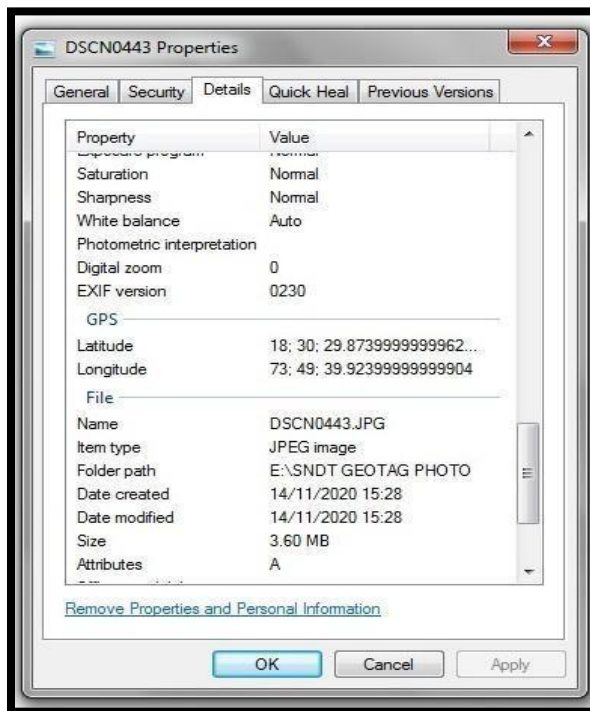 DSCN0443 Properties
General Security Details Quick Heal Previous Versions
Property Value
Saturation Normal
Sharpness Normal
White balance Auto
Photometric interpretation
Digital zoom 0
EXIF version 0230
GPS
Latitude 18; 30; 29.8739999999962...
Longitude 73; 49; 39.92399999999904
File
Name DSCN0443.JPG
Item type JPEG image
Folder path E:\SNDT GEOTAG PHOTO
Date created 14/11/2020 15:28
Date modified 14/11/2020 15:28
Size 3.60 MB
Attributes A
Remove Properties and Personal Information
OK Cancel Apply